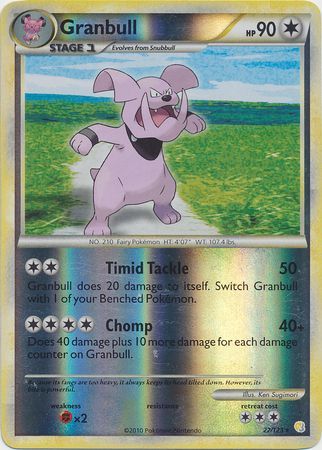 Granbull
HP 90
STAGE 1
Evolves from Snubbull
NO. 210 Fairy Pokémon HT: 4'07" WT: 107.4 lbs.
Timid Tackle 50
Granbull does 20 damage to itself. Switch Granbull
with 1 of your Benched Pokémon.
Chomp 40+
Does 40 damage plus 10 more damage for each damage
counter on Granbull.
Because its fangs are too heavy, it always keeps its head tilted down. However, its
bite is powerful.
Illus. Ken Sugimori
weakness resistance retreat cost
×2
©2010 Pokémon/Nintendo
27/123